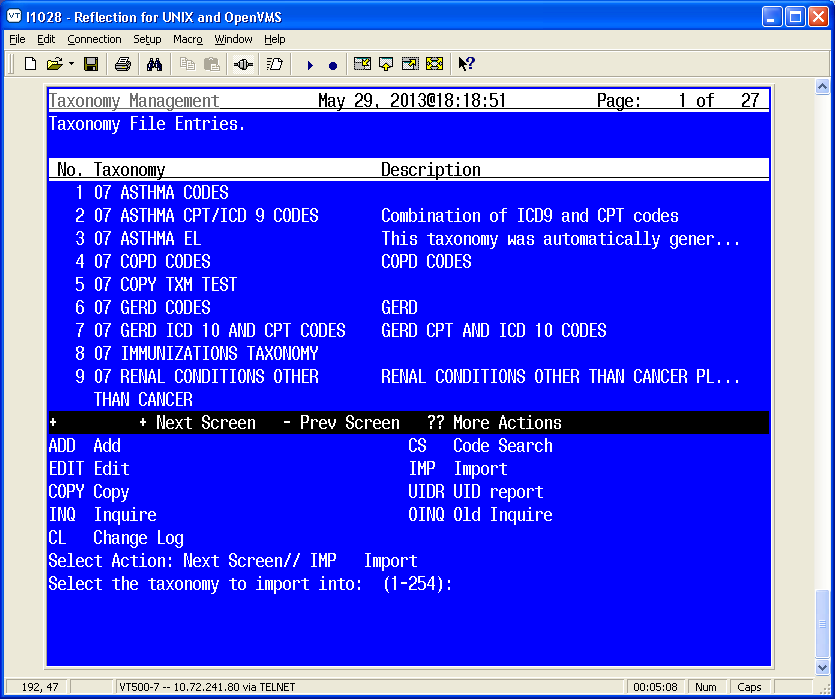 VT I1028 - Reflection for UNIX and OpenVMS
File Edit Connection Setup Macro Window Help
Taxonomy Management May 29, 2013@18:18:51 Page: 1 of 27
Taxonomy File Entries.
No. Taxonomy Description
1 07 ASTHMA CODES
2 07 ASTHMA CPT/ICD 9 CODES Combination of ICD9 and CPT codes
3 07 ASTHMA EL This taxonomy was automatically gener...
4 07 COPD CODES COPD CODES
5 07 COPY TXM TEST
6 07 GERD CODES GERD
7 07 GERD ICD 10 AND CPT CODES GERD CPT AND ICD 10 CODES
8 07 IMMUNIZATIONS TAXONOMY
9 07 RENAL CONDITIONS OTHER RENAL CONDITIONS OTHER THAN CANCER PL...
THAN CANCER
+ + Next Screen - Prev Screen ?? More Actions
ADD Add CS Code Search
EDIT Edit IMP Import
COPY Copy UIDR UID report
INQ Inquire OINQ Old Inquire
CL Change Log
Select Action: Next Screen// IMP Import
Select the taxonomy to import into: (1-254):
192, 47 VT500-7 -- 10.72.241.80 via TELNET 00:05:08 Num Caps